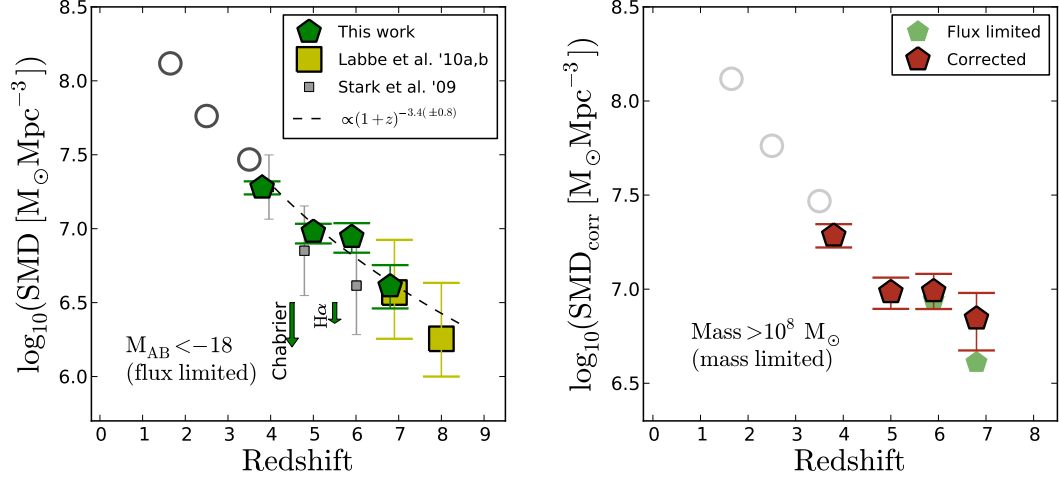 8.5
8.0
7.5
7.0
6.5
6.0
log₁₀(SMD [M⊙Mpc⁻³])
This work
Labbe et al. '10a,b
Stark et al. '09
∝(1+z)^−3.4(±0.8)
Chabrier
Hα
M_AB<−18
(flux limited)
0 1 2 3 4 5 6 7 8 9
Redshift
8.5
8.0
7.5
7.0
6.5
log₁₀(SMD_corr [M⊙Mpc⁻³])
Flux limited
Corrected
Mass>10⁸ M⊙
(mass limited)
0 1 2 3 4 5 6 7 8
Redshift